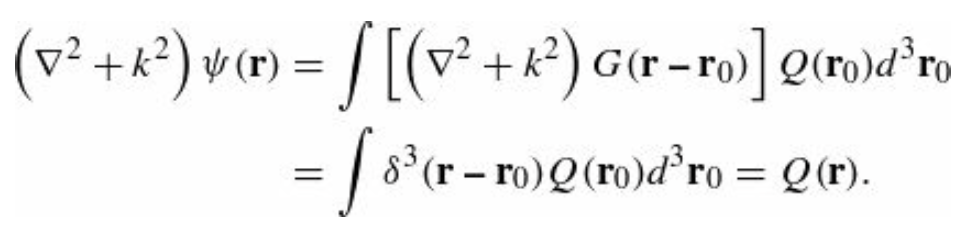 (∇² + k²) ψ(𝐫) = ∫ [(∇² + k²) G(𝐫 – 𝐫₀)] Q(𝐫₀)d³𝐫₀
= ∫ δ³(𝐫 – 𝐫₀)Q(𝐫₀)d³𝐫₀ = Q(𝐫).